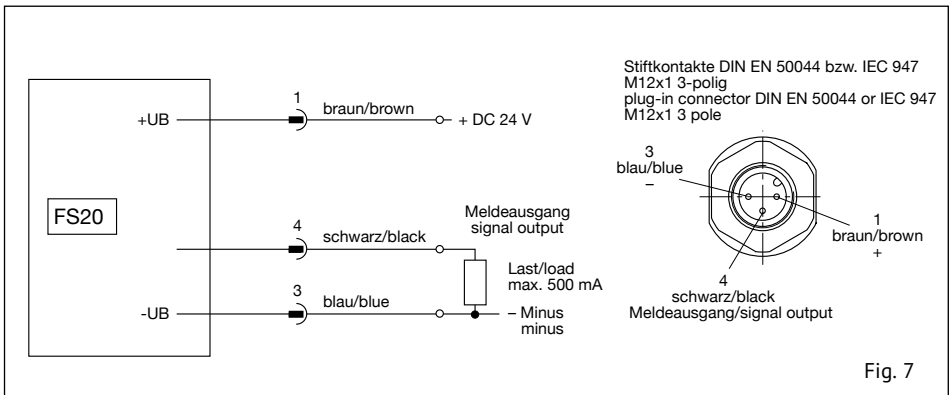 Stiftkontakte DIN EN 50044 bzw. IEC 947
M12x1 3-polig
plug-in connector DIN EN 50044 or IEC 947
M12x1 3 pole
+UB
1
braun/brown
+ DC 24 V
FS20
4
schwarz/black
Meldeausgang
signal output
Last/load
max. 500 mA
-UB
3
blau/blue
– Minus
minus
3
blau/blue
–
1
braun/brown
+
4
schwarz/black
Meldeausgang/signal output
Fig. 7